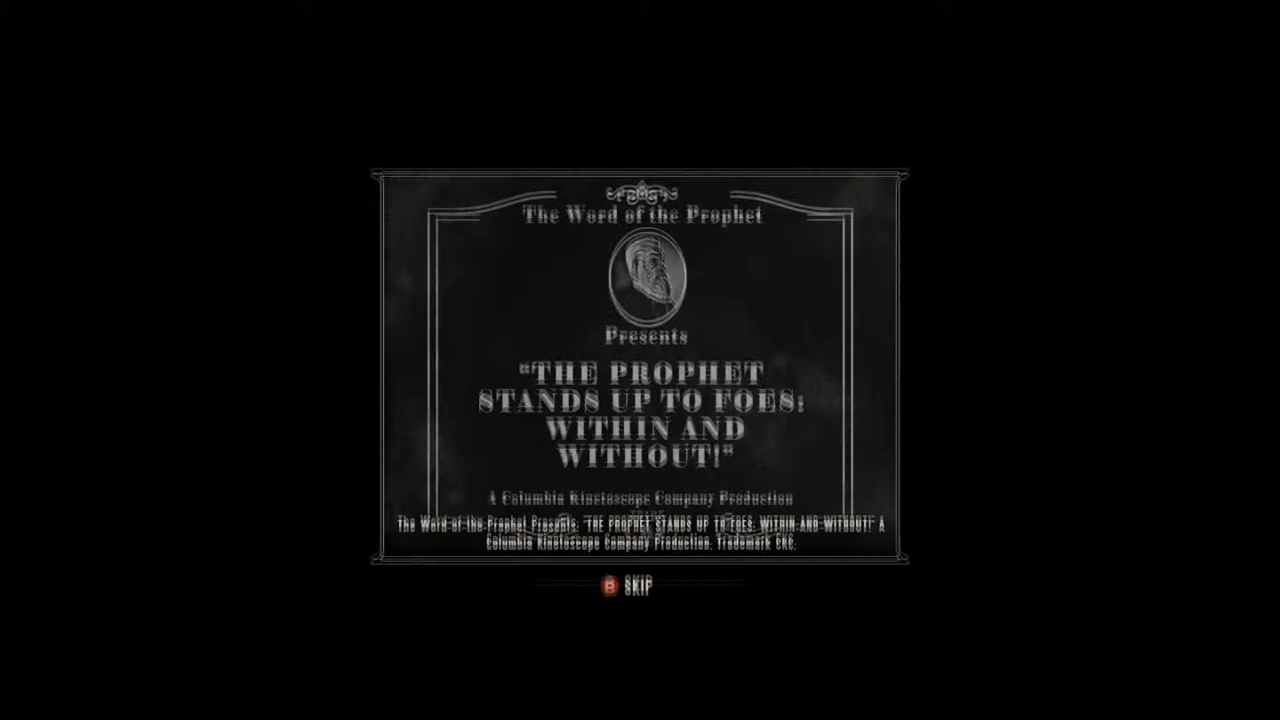 The Word of the Prophet
Presents
“THE PROPHET
STANDS UP TO FOES:
WITHIN AND
WITHOUT!”
A Columbia Kinetoscope Company Production
TRADE
The Word of the Prophet Presents: "THE PROPHET STANDS UP TO FOES: WITHIN AND WITHOUT!" A
Columbia Kinetoscope Company Production. Trademark CKC.
B SKIP